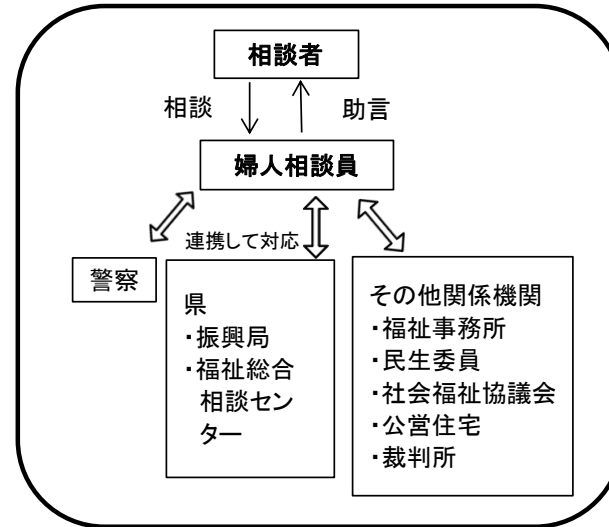 相談者
相談
助言
婦人相談員
連携して対応
警察
県
・振興局
・福祉総合
相談セン
ター
その他関係機関
・福祉事務所
・民生委員
・社会福祉協議会
・公営住宅
・裁判所